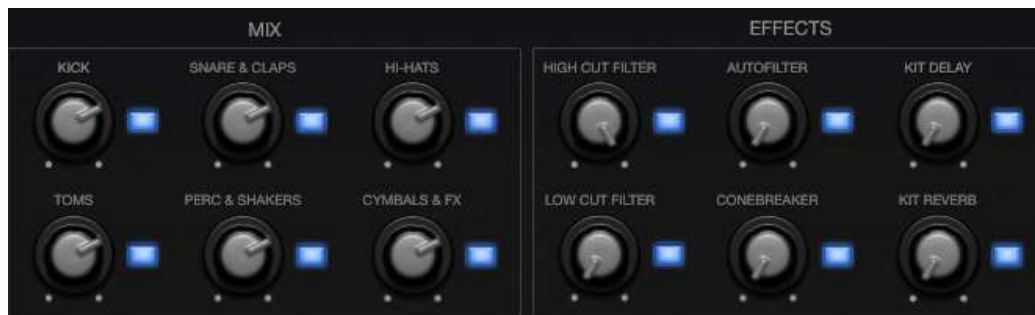 MIX
KICK
SNARE & CLAPS
HI-HATS
TOMS
PERC & SHAKERS
CYMBALS & FX
EFFECTS
HIGH CUT FILTER
AUTOFILTER
KIT DELAY
LOW CUT FILTER
CONEBREAKER
KIT REVERB